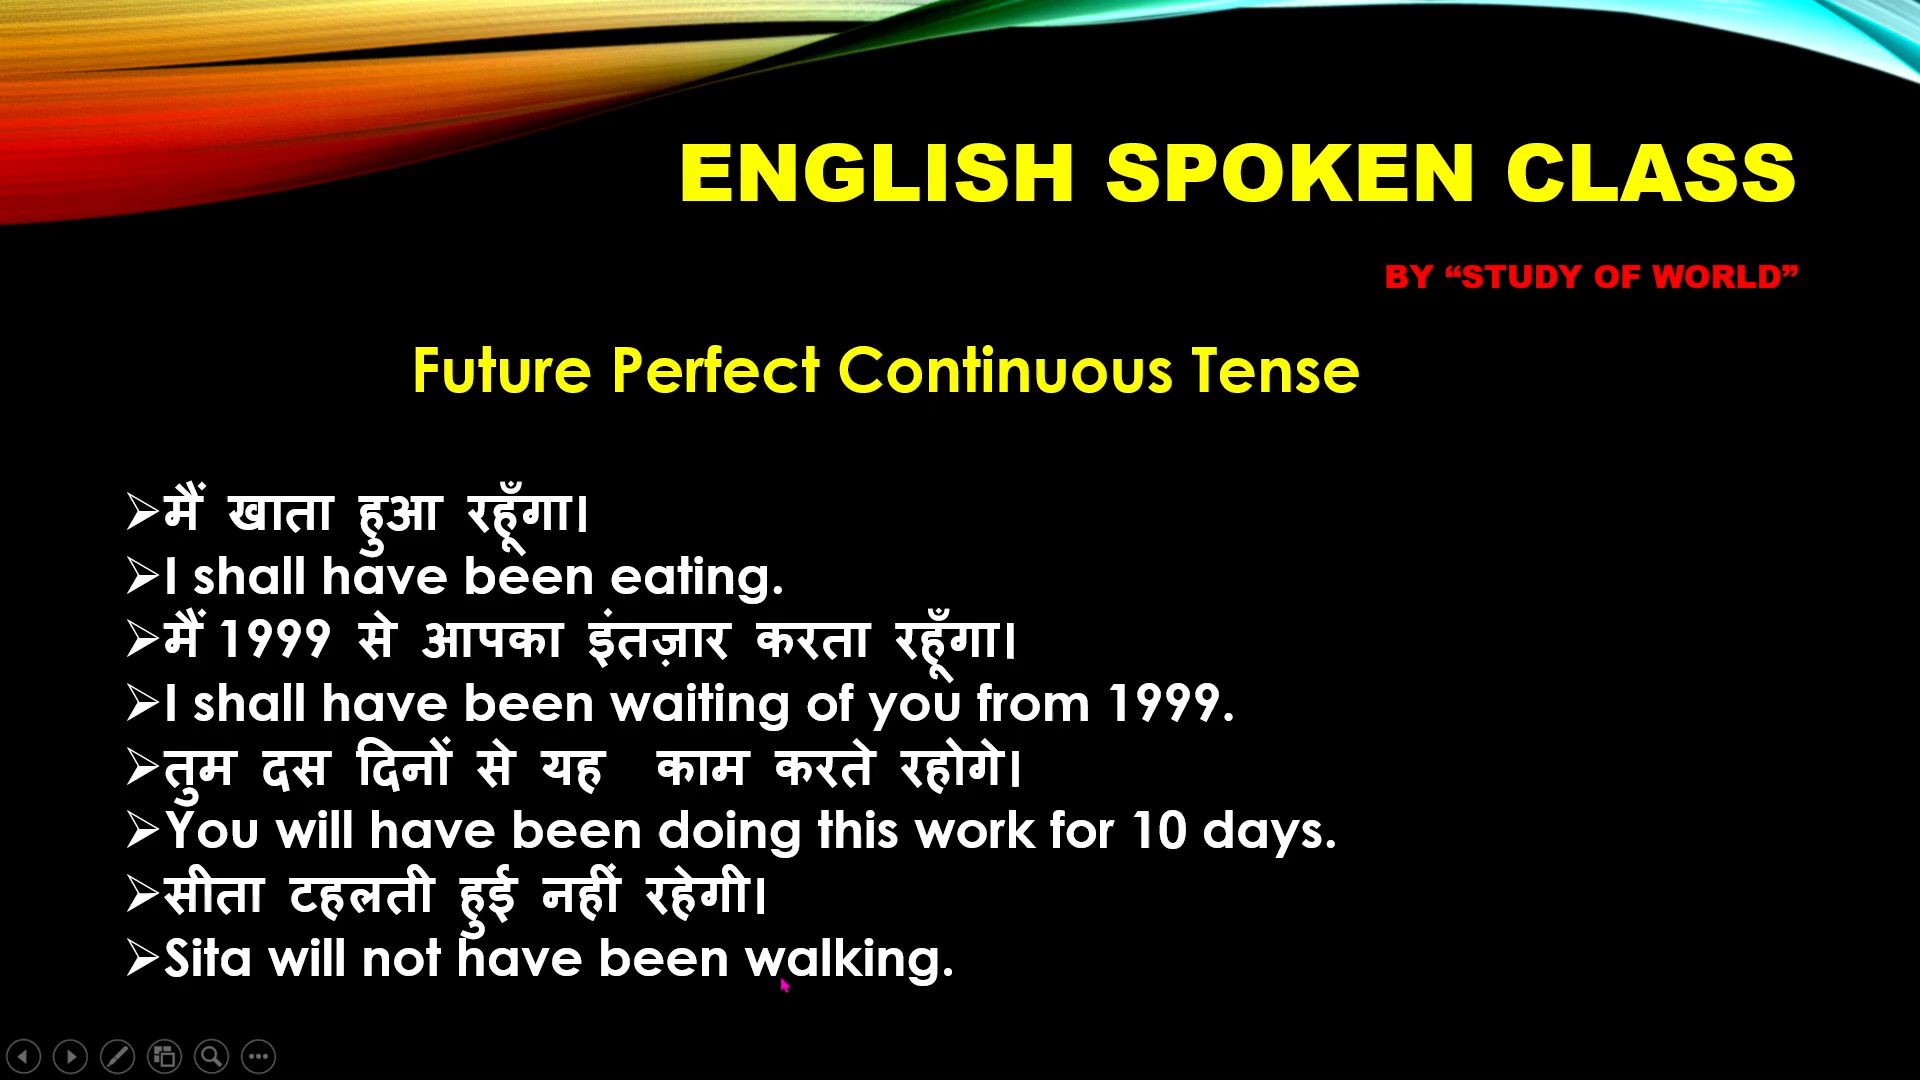 ENGLISH SPOKEN CLASS
BY “STUDY OF WORLD”
Future Perfect Continuous Tense
➢मैं खाता हुआ रहूँगा।
➢I shall have been eating.
➢मैं 1999 से आपका इंतज़ार करता रहूँगा।
➢I shall have been waiting of you from 1999.
➢तुम दस दिनों से यह काम करते रहोगे।
➢You will have been doing this work for 10 days.
➢सीता टहलती हुई नहीं रहेगी।
➢Sita will not have been walking.